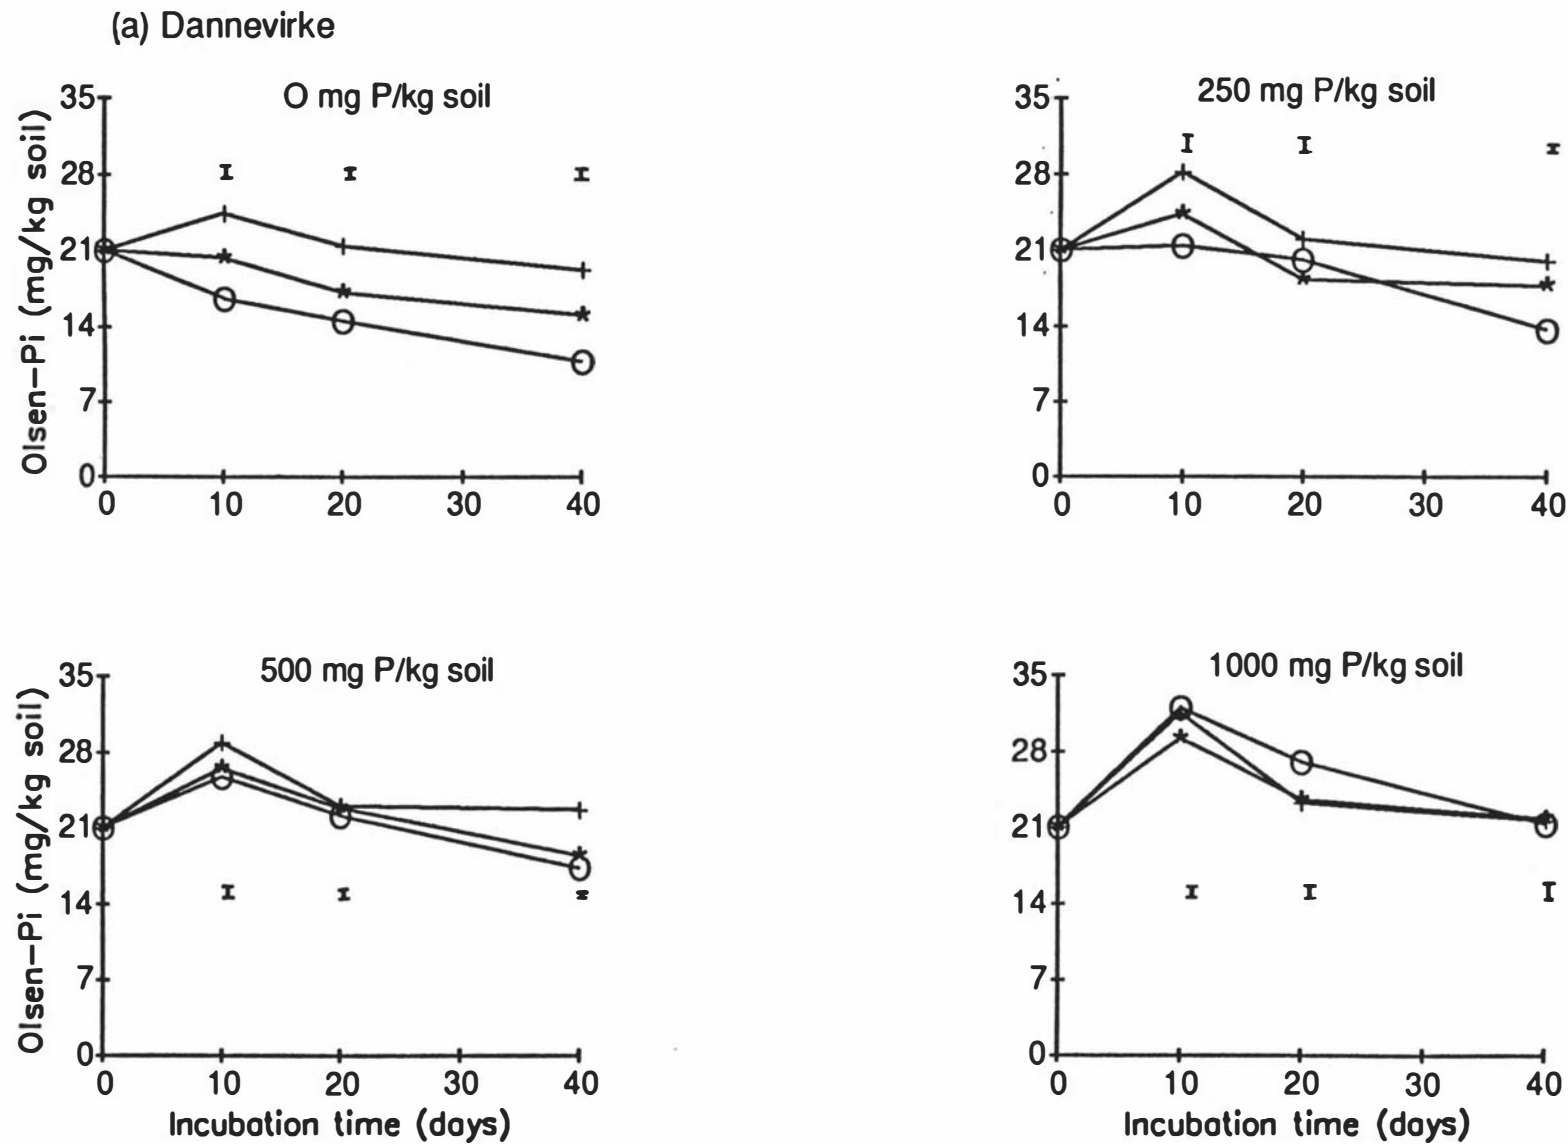 (a) Dannevirke
O mg P/kg soil
35
28
21
14
7
0
Olsen-Pi (mg/kg soil)
0 10 20 30 40
250 mg P/kg soil
35
28
21
14
7
0
0 10 20 30 40
500 mg P/kg soil
35
28
21
14
7
0
Olsen-Pi (mg/kg soil)
0 10 20 30 40
Incubation time (days)
1000 mg P/kg soil
35
28
21
14
7
0
0 10 20 30 40
Incubation time (days)